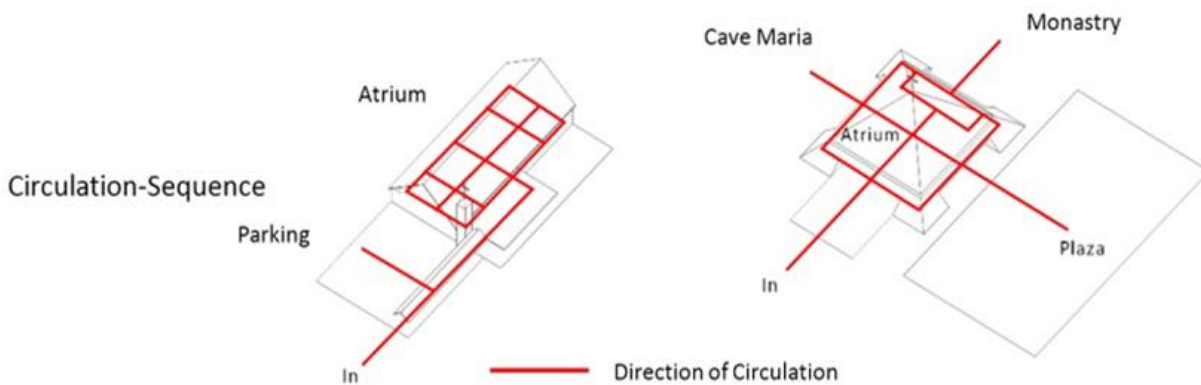 Cave Maria
Monastry
Atrium
Atrium
Circulation-Sequence
Parking
Plaza
In
In
Direction of Circulation